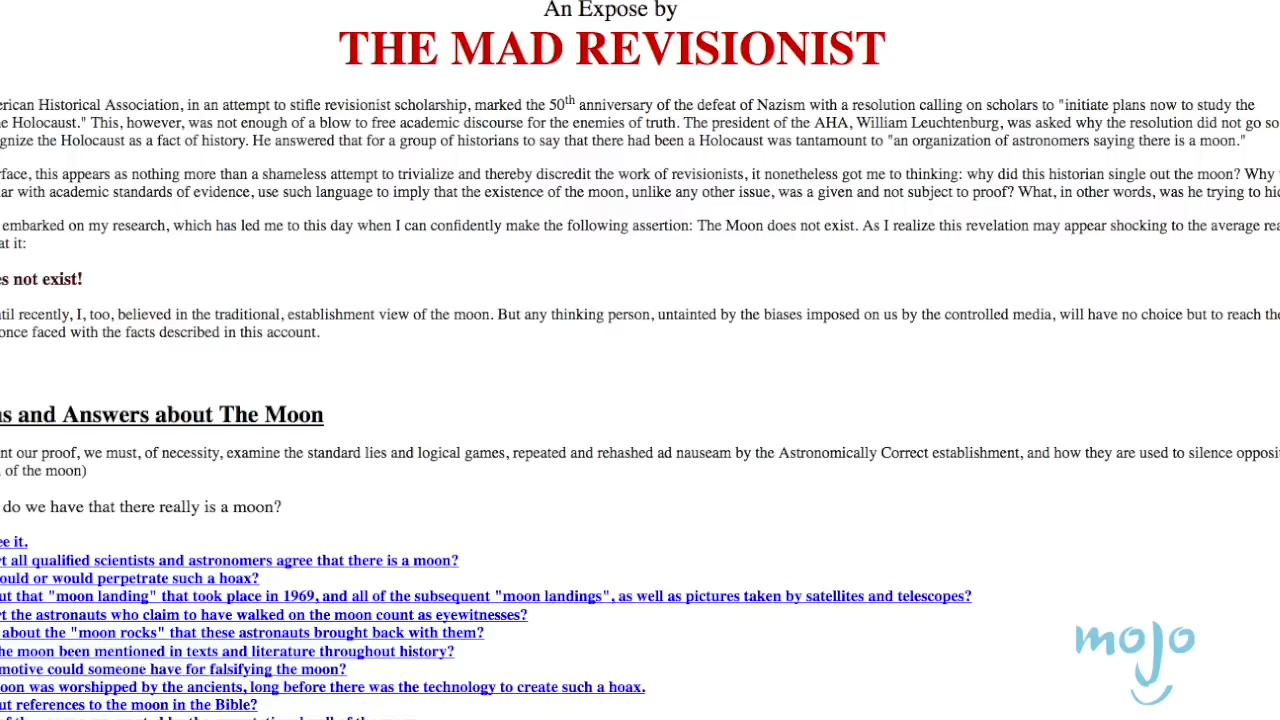 An Expose by
THE MAD REVISIONIST
erican Historical Association, in an attempt to stifle revisionist scholarship, marked the 50th anniversary of the defeat of Nazism with a resolution calling on scholars to "initiate plans now to study the
e Holocaust." This, however, was not enough of a blow to free academic discourse for the enemies of truth. The president of the AHA, William Leuchtenburg, was asked why the resolution did not go so
gnize the Holocaust as a fact of history. He answered that for a group of historians to say that there had been a Holocaust was tantamount to "an organization of astronomers saying there is a moon."
rface, this appears as nothing more than a shameless attempt to trivialize and thereby discredit the work of revisionists, it nonetheless got me to thinking: why did this historian single out the moon? Why
ar with academic standards of evidence, use such language to imply that the existence of the moon, unlike any other issue, was a given and not subject to proof? What, in other words, was he trying to hid
embarked on my research, which has led me to this day when I can confidently make the following assertion: The Moon does not exist. As I realize this revelation may appear shocking to the average rea
at it:
es not exist!
til recently, I, too, believed in the traditional, establishment view of the moon. But any thinking person, untainted by the biases imposed on us by the controlled media, will have no choice but to reach the
once faced with the facts described in this account.
ns and Answers about The Moon
nt our proof, we must, of necessity, examine the standard lies and logical games, repeated and rehashed ad nauseam by the Astronomically Correct establishment, and how they are used to silence opposit
of the moon)
do we have that there really is a moon?
ee it.
t all qualified scientists and astronomers agree that there is a moon?
ould or would perpetrate such a hoax?
ut that "moon landing" that took place in 1969, and all of the subsequent "moon landings", as well as pictures taken by satellites and telescopes?
t the astronauts who claim to have walked on the moon count as eyewitnesses?
about the "moon rocks" that these astronauts brought back with them?
he moon been mentioned in texts and literature throughout history?
motive could someone have for falsifying the moon?
oon was worshipped by the ancients, long before there was the technology to create such a hoax.
ut references to the moon in the Bible?
mojo